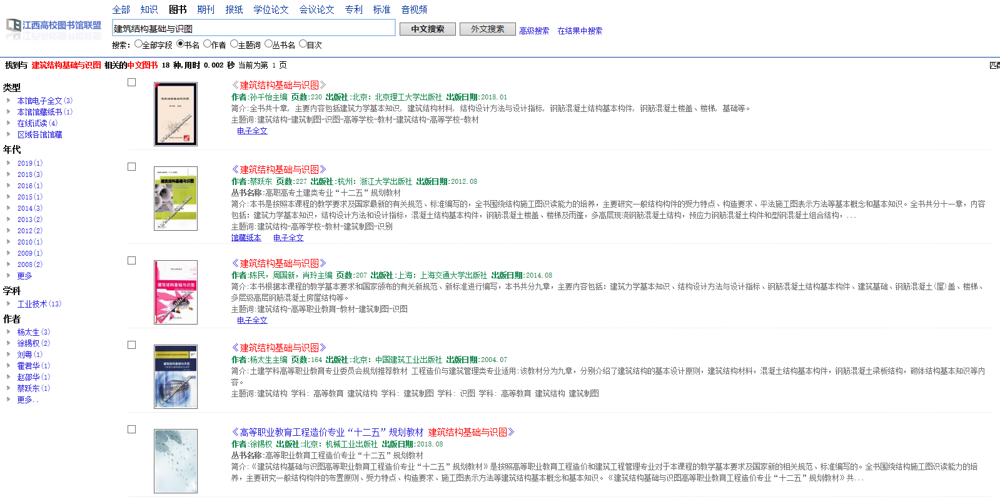 全部 知识 图书 期刊 报纸 学位论文 会议论文 专利 标准 音视频
江西高校图书馆联盟
建筑结构基础与识图 中文搜索 外文搜索 高级搜索 在结果中搜索
搜索: 全部字段 书名 作者 主题词 丛书名 目次
找到与 建筑结构基础与识图 相关的中文图书 18 种,用时 0.002 秒 当前为第 1 页
类型
本馆电子全文(3)
本馆馆藏纸书(1)
在线试读(4)
区域各馆馆藏
年代
2019(1)
2018(3)
2016(1)
2015(1)
2014(3)
2013(2)
2012(2)
2010(1)
2009(1)
2008(2)
更多
学科
工业技术(13)
作者
杨太生(3)
徐锡权(2)
刘粤(1)
霍君华(1)
赵邵华(1)
蔡跃东(1)
更多..
建筑结构基础与识图
《建筑结构基础与识图》
作者:孙千怡主编 页数:230 出版社:北京: 北京理工大学出版社 出版日期:2018.01
简介:全书共十章, 主要内容包括建筑力学基本知识, 建筑结构材料, 结构设计方法与设计指标, 钢筋混凝土结构基本构件, 钢筋混凝土楼盖、楼梯, 基础等。
主题词:建筑结构-建筑制图-识图-高等学校-教材-建筑结构-高等学校-教材
电子全文
建筑结构基础与识图
《建筑结构基础与识图》
作者:蔡跃东 页数:227 出版社:杭州: 浙江大学出版社 出版日期:2012.08
丛书名称:高职高专土建类专业“十二五”规划教材
简介:本书是按照本课程的教学要求及国家最新的有关规范、标准编写的, 全书围绕结构施工图识读能力的培养, 主要研究一般结构构件的受力特点、构造要求、平法施工图表示方法等基本概念和基本知识。全书共分十一章, 内容
包括: 建筑力学基本知识, 结构设计方法和设计指标, 混凝土结构基本构件, 钢筋混凝土楼盖、楼梯及雨篷, 多高层现浇钢筋混凝土结构, 预应力钢筋混凝土构件和型钢混凝土组合结构, ...
主题词:建筑结构-高等学校-教材-建筑制图-识别
馆藏纸本 电子全文
建筑结构基础与识图
《建筑结构基础与识图》
作者:陈民, 周国新, 肖玲主编 页数:207 出版社:上海: 上海交通大学出版社 出版日期:2014.08
简介:本书根据本课程的教学基本要求和国家颁布的有关新规范、新标准进行编写, 本书共分九章, 主要内容包括: 建筑力学基本知识、结构设计方法与设计指标、钢筋混凝土结构基本构件、建筑基础、钢筋混凝土(屋)盖、楼梯、
多层级高层钢筋混凝土房屋结构等。
主题词:建筑结构-高等职业教育-教材-建筑制图-识图
电子全文
建筑结构基础与识图
《建筑结构基础与识图》
作者:杨太生主编 页数:164 出版社:北京: 中国建筑工业出版社 出版日期:2004.07
简介:土建学科高等职业教育专业委员会规划推荐教材 工程造价与建筑管理类专业适用:该教材分为九章, 分别介绍了建筑结构的基本设计原则, 建筑结构材料, 混凝土结构基本构件, 钢筋混凝土梁板结构, 砌体结构基本知识等内
容。
主题词:建筑结构 学科: 高等教育 建筑结构 学科: 建筑制图 学科: 识图 学科: 高等教育 建筑结构 建筑制图
《高等职业教育工程造价专业“十二五”规划教材 建筑结构基础与识图》
作者:徐锡权 出版社:北京: 机械工业出版社 出版日期:2018.08
丛书名称:高等职业教育工程造价专业“十二五”规划教材
简介:《建筑结构基础与识图高等职业教育工程造价专业“十二五”规划教材》是按照高等职业教育工程造价和建筑工程管理专业对于本课程的教学基本要求及国家新的相关规范、标准编写的。全书围绕结构施工图识读能力的培
养, 主要研究一般结构构件的布置原则、受力特点、构造要求、施工图表示方法等建筑结构基本概念和基本知识。《建筑结构基础与识图高等职业教育工程造价专业“十二五”规划教材》共...